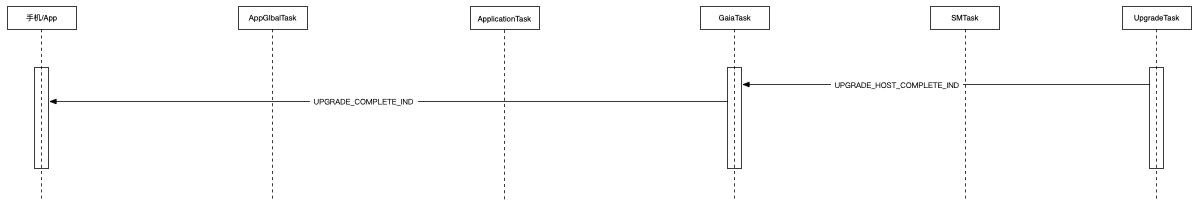 手机/App
AppGlbalTask
ApplicationTask
GaiaTask
SMTask
UpgradeTask
UPGRADE_HOST_COMPLETE_IND
UPGRADE_COMPLETE_IND